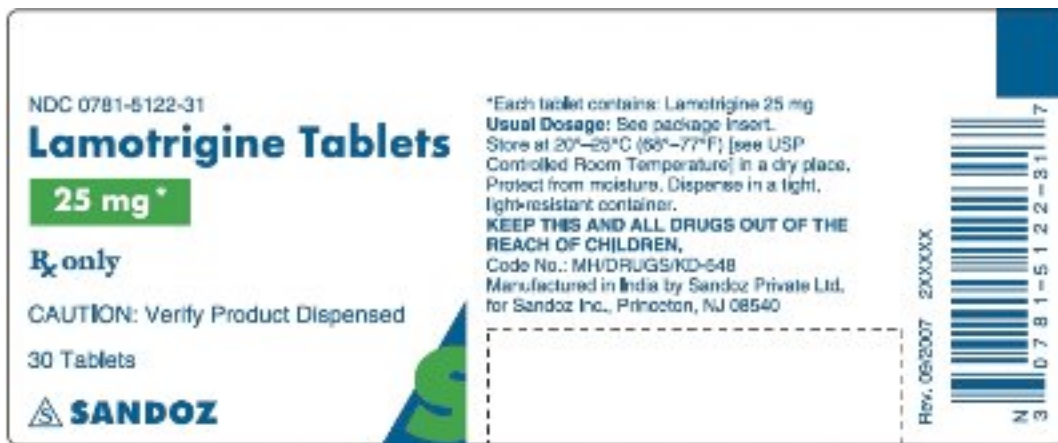 NDC 0781-5122-31
Lamotrigine Tablets
25 mg*
Rx only
CAUTION: Verify Product Dispensed
30 Tablets
S SANDOZ
S
*Each tablet contains: Lamotrigine 25 mg
Usual Dosage: See package insert.
Store at 20°–25°C (68°–77°F) [see USP
Controlled Room Temperature] in a dry place.
Protect from moisture. Dispense in a tight,
light-resistant container.
KEEP THIS AND ALL DRUGS OUT OF THE
REACH OF CHILDREN.
Code No.: MH/DRUGS/KD-548
Manufactured in India by Sandoz Private Ltd.
for Sandoz Inc., Princeton, NJ 08540
Rev. 09/2007 2XXXXX
N 3 0781-5122-31 7